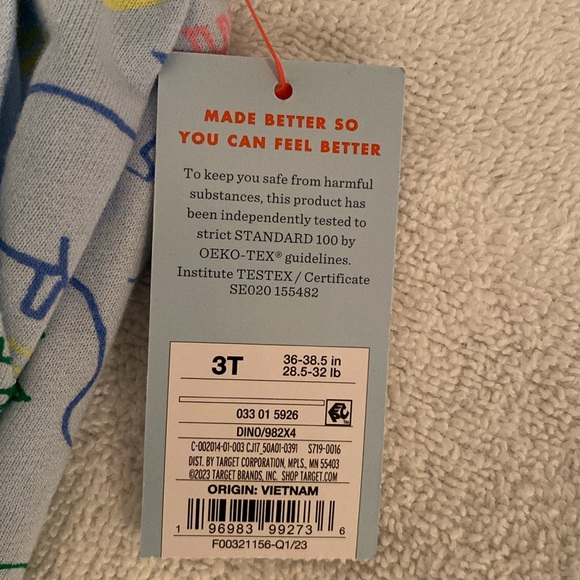 MADE BETTER SO
YOU CAN FEEL BETTER
To keep you safe from harmful
substances, this product has
been independently tested to
strict STANDARD 100 by
OEKO-TEX® guidelines.
Institute TESTEX / Certificate
SE020 155482
3T
36-38.5 in
28.5-32 lb
033 01 5926
DINO/982X4
C-002014-01-003 CJ17_50A01-0391 S719-0016
DIST. BY TARGET CORPORATION, MPLS., MN 55403
©2023 TARGET BRANDS, INC. SHOP TARGET.COM
ORIGIN: VIETNAM
1 96983 99273 6
F00321156-Q1/23